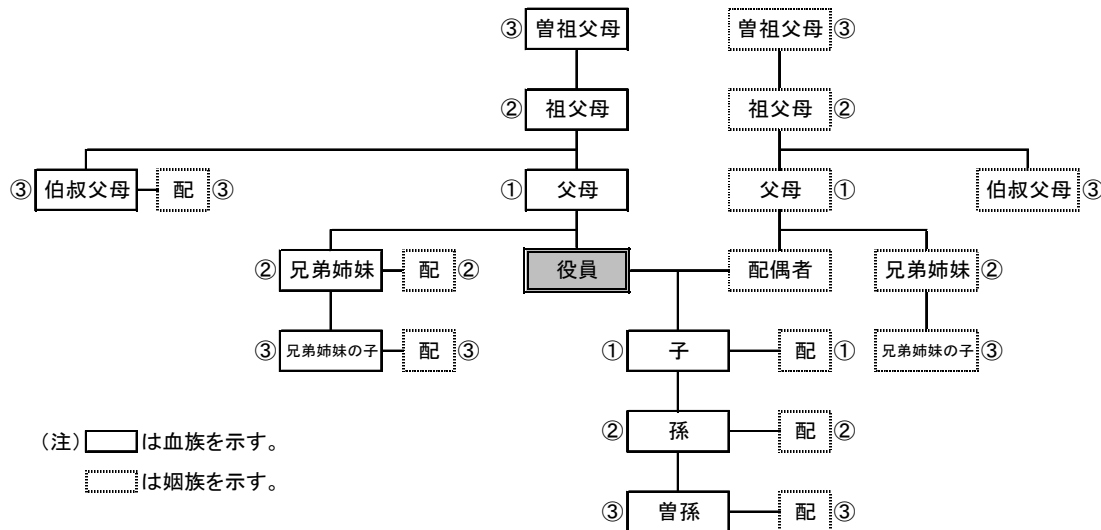 ③ 曽祖父母 曽祖父母 ③
② 祖父母 祖父母 ②
③ 伯叔父母 配 ③ ① 父母 父母 ① 伯叔父母 ③
② 兄弟姉妹 配 ② 役員 配偶者 兄弟姉妹 ②
③ 兄弟姉妹の子 配 ③ ① 子 配 ① 兄弟姉妹の子 ③
② 孫 配 ②
(注) は血族を示す。
は姻族を示す。
③ 曽孫 配 ③